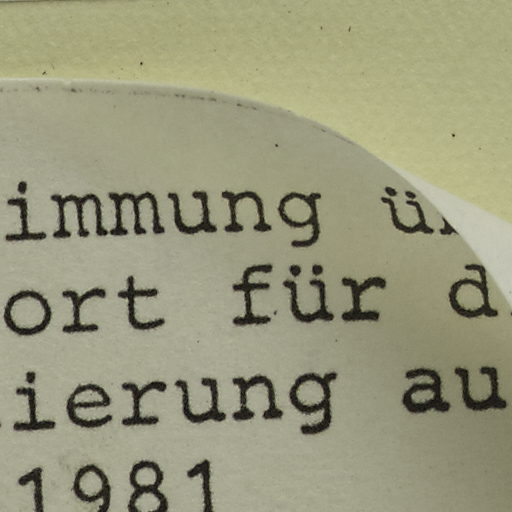 immung ü
ort für d
ierung au
1981